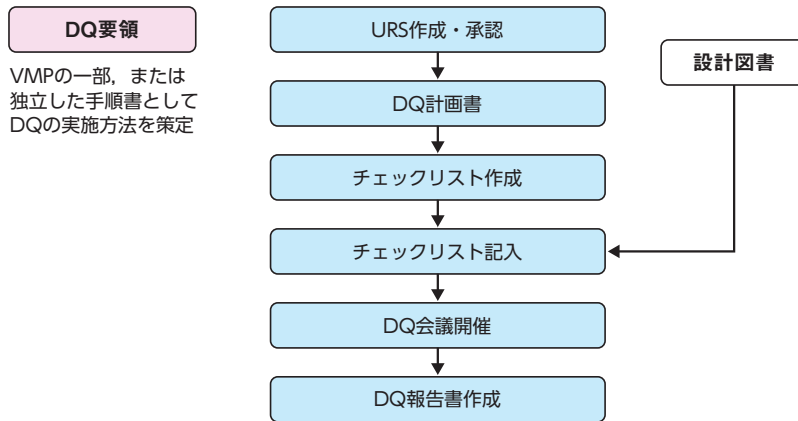 DQ要領
VMPの一部，または
独立した手順書として
DQの実施方法を策定
URS作成・承認
設計図書
DQ計画書
チェックリスト作成
チェックリスト記入
DQ会議開催
DQ報告書作成